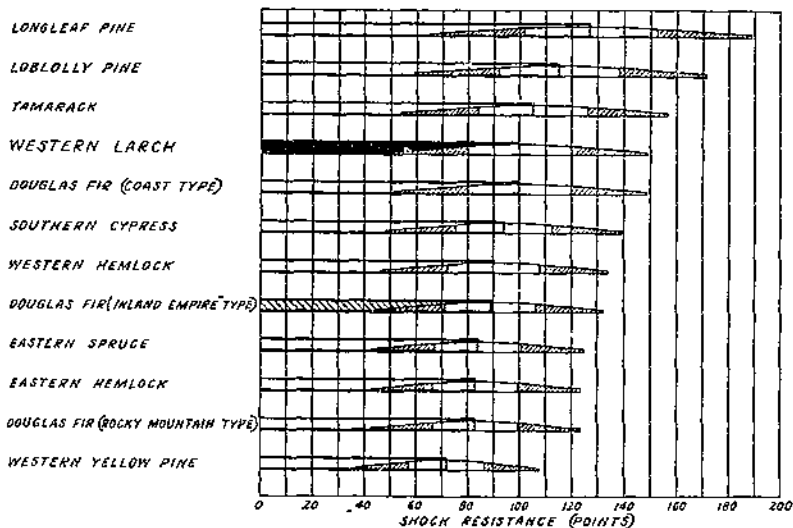 LONGLEAF PINE
LOBLOLLY PINE
TAMARACK
WESTERN LARCH
DOUGLAS FIR (COAST TYPE)
SOUTHERN CYPRESS
WESTERN HEMLOCK
DOUGLAS FIR (INLAND EMPIRE TYPE)
EASTERN SPRUCE
EASTERN HEMLOCK
DOUGLAS FIR (ROCKY MOUNTAIN TYPE)
WESTERN YELLOW PINE
0 20 40 60 80 100 120 140 160 180 200
SHOCK RESISTANCE (POINTS)